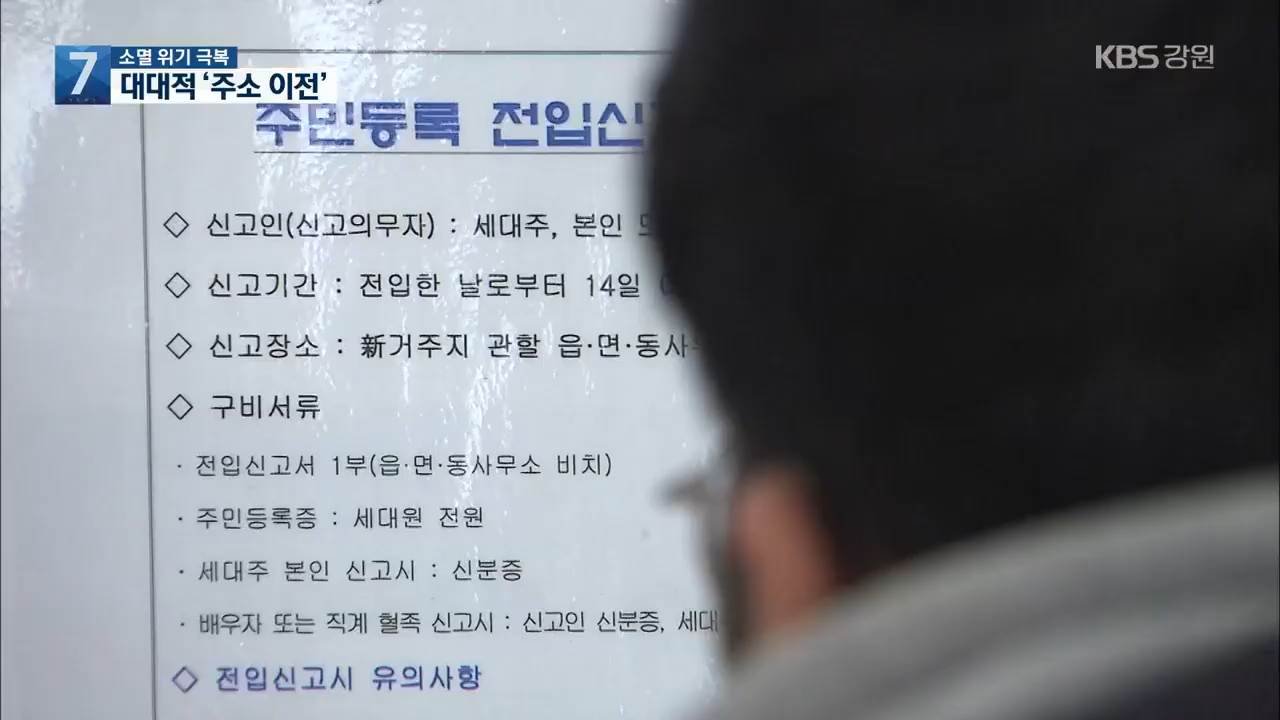 7
NEWS
소멸 위기 극복
대대적 ‘주소 이전’
KBS 강원
주민등록 전입신
◇ 신고인(신고의무자) : 세대주, 본인
◇ 신고기간 : 전입한 날로부터 14일
◇ 신고장소 : 新거주지 관할 읍·면·동사
◇ 구비서류
· 전입신고서 1부(읍·면·동사무소 비치)
· 주민등록증 : 세대원 전원
· 세대주 본인 신고시 : 신분증
· 배우자 또는 직계 혈족 신고시 : 신고인 신분증, 세대
◇ 전입신고시 유의사항